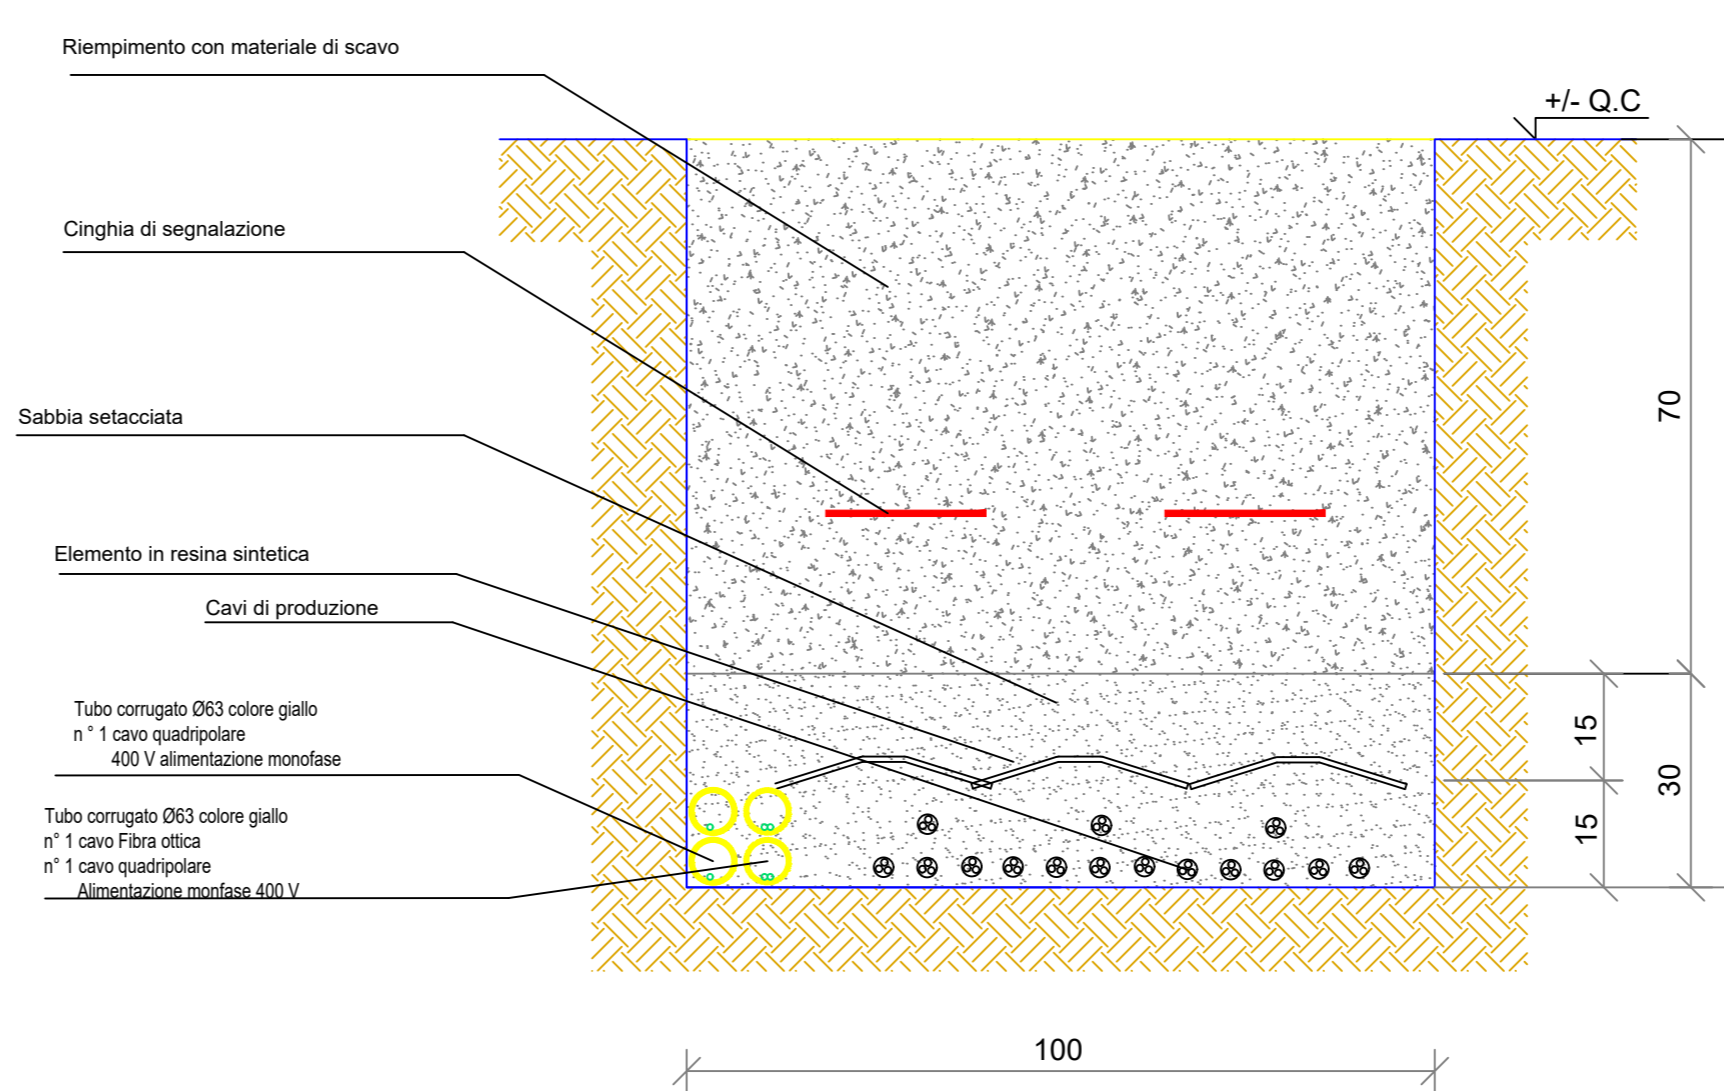 Riempimento con materiale di scavo
+/- Q.C
Cinghia di segnalazione
70
Sabbia setacciata
Elemento in resina sintetica
Cavi di produzione
Tubo corrugato Ø63 colore giallo
n ° 1 cavo quadripolare
400 V alimentazione monofase
15
30
Tubo corrugato Ø63 colore giallo
n° 1 cavo Fibra ottica
n° 1 cavo quadripolare
Alimentazione monfase 400 V
15
100